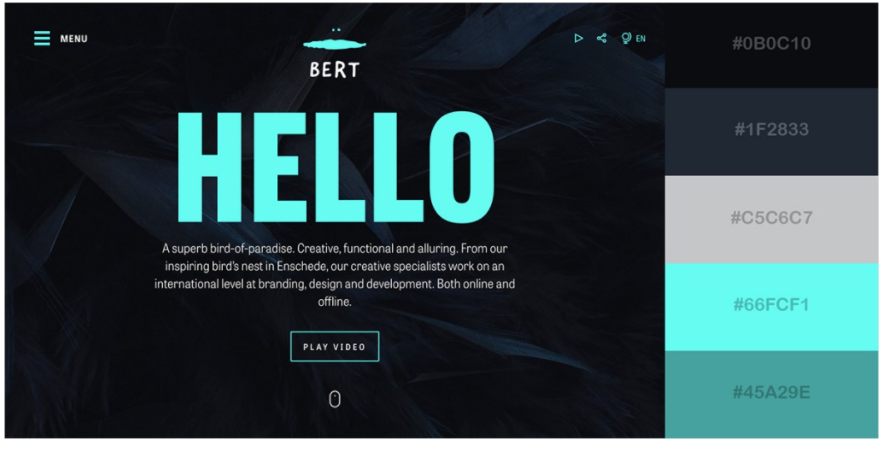 MENU
EN
BERT
HELLO
A superb bird-of-paradise. Creative, functional and alluring. From our
inspiring bird's nest in Enschede, our creative specialists work on an
international level at branding, design and development. Both online and
offline.
PLAY VIDEO
#0B0C10
#1F2833
#C5C6C7
#66FCF1
#45A29E